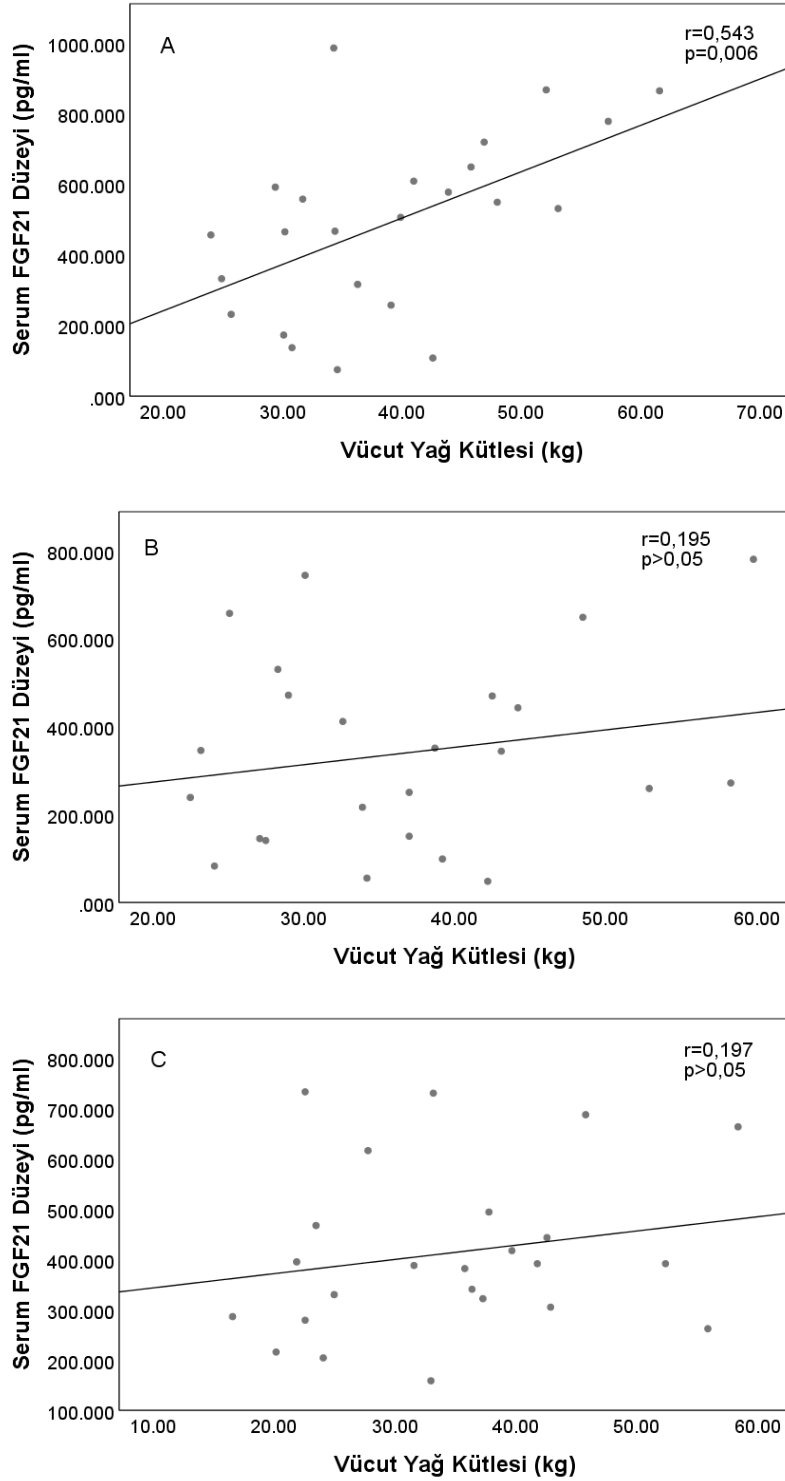 A
r=0,543
p=0,006
Serum FGF21 Düzeyi (pg/ml)
1000.000
800.000
600.000
400.000
200.000
.000
20.00 30.00 40.00 50.00 60.00 70.00
Vücut Yağ Kütlesi (kg)
B
r=0,195
p>0,05
Serum FGF21 Düzeyi (pg/ml)
800.000
600.000
400.000
200.000
.000
20.00 30.00 40.00 50.00 60.00
Vücut Yağ Kütlesi (kg)
C
r=0,197
p>0,05
Serum FGF21 Düzeyi (pg/ml)
800.000
700.000
600.000
500.000
400.000
300.000
200.000
100.000
10.00 20.00 30.00 40.00 50.00 60.00
Vücut Yağ Kütlesi (kg)